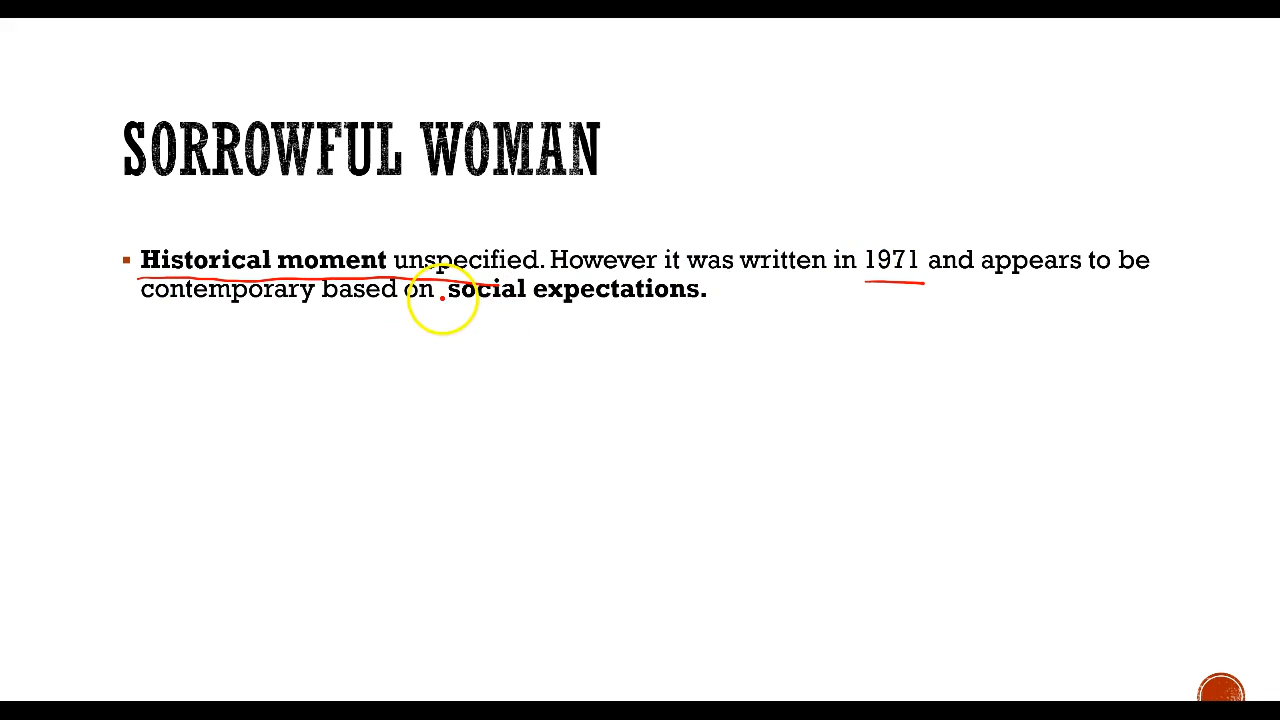 SORROWFUL WOMAN
▪ Historical moment unspecified. However it was written in 1971 and appears to be
contemporary based on social expectations.